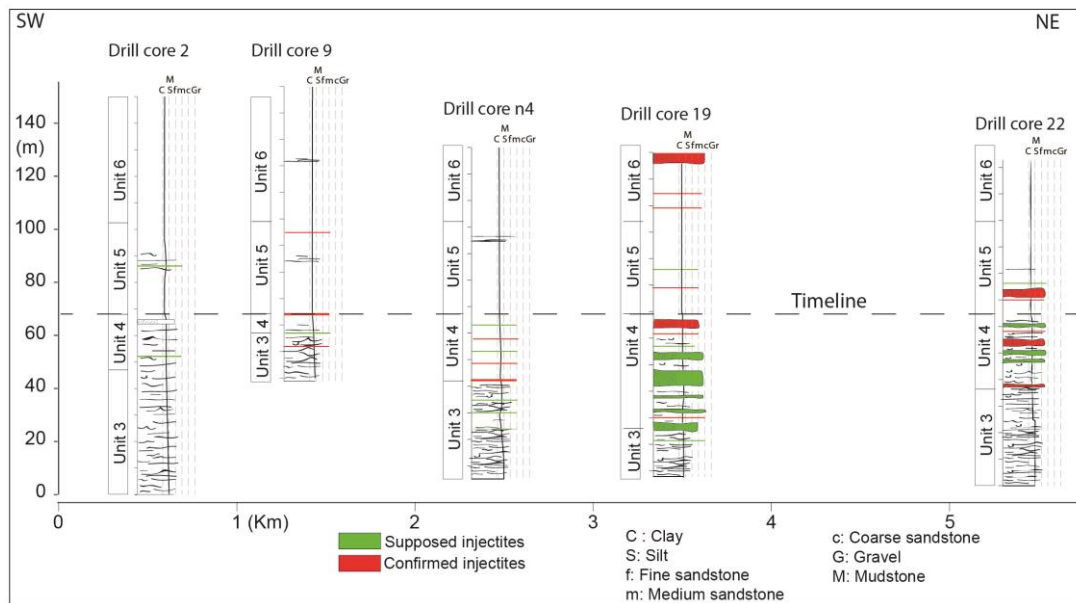 SW
NE
Drill core 2
Drill core 9
Drill core n4
Drill core 19
Drill core 22
M
C SfmcGr
M
C SfmcGr
M
C SfmcGr
M
C SfmcGr
M
C SfmcGr
140
(m)
120
100
80
60
40
20
0
Unit 6
Unit 5
Unit 4
Unit 3
Unit 6
Unit 5
Unit 4
Unit 3
Unit 6
Unit 5
Unit 4
Unit 3
Unit 6
Unit 5
Unit 4
Unit 3
Unit 6
Unit 5
Unit 4
Unit 3
Timeline
0
1 (Km)
2
3
4
5
Supposed injectites
Confirmed injectites
C : Clay
S: Silt
f: Fine sandstone
m: Medium sandstone
c: Coarse sandstone
G: Gravel
M: Mudstone